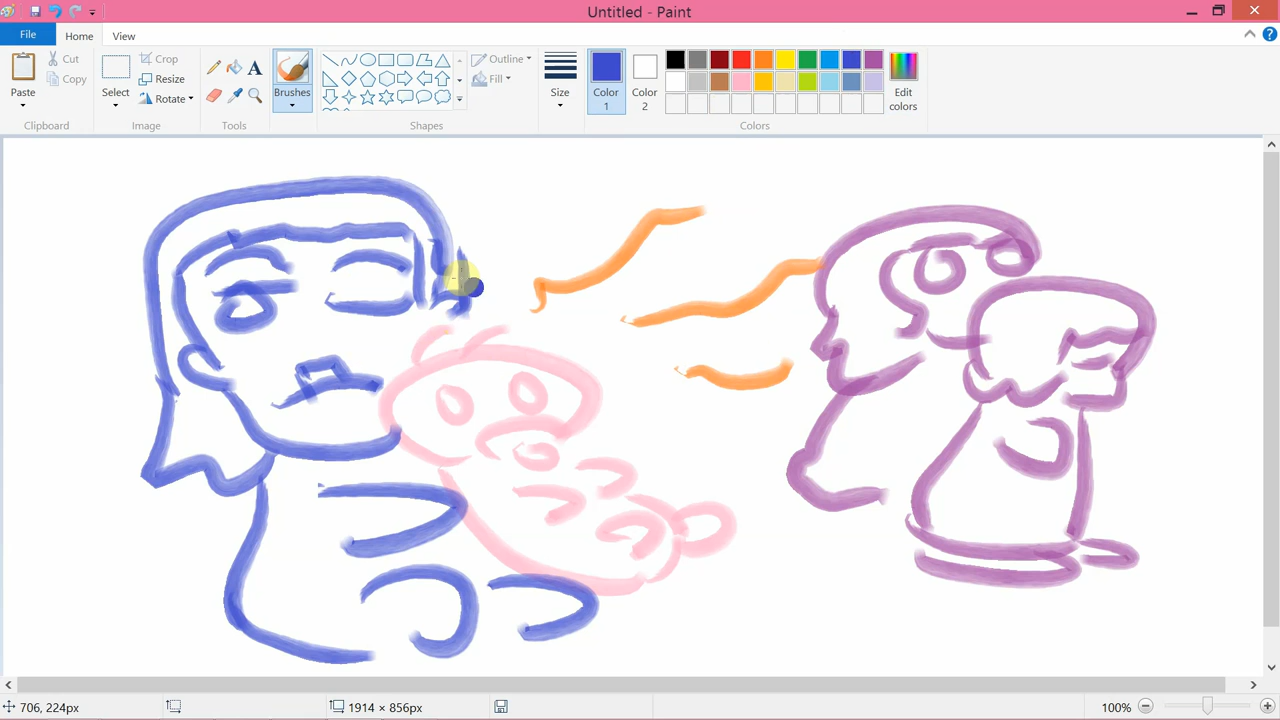 Untitled - Paint
File
Home
View
Paste
Cut
Copy
Clipboard
Select
Crop
Resize
Rotate
Image
A
Tools
Brushes
Outline
Fill
Shapes
Size
Color
1
Color
2
Edit
colors
Colors
706, 224px
1914 × 856px
100%